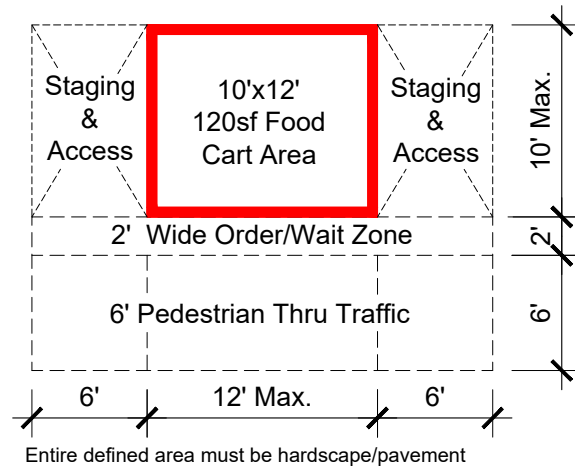 Staging
&
Access
10'x12'
120sf Food
Cart Area
Staging
&
Access
10' Max.
2' Wide Order/Wait Zone
2'
6' Pedestrian Thru Traffic
6'
6'
12' Max.
6'
Entire defined area must be hardscape/pavement